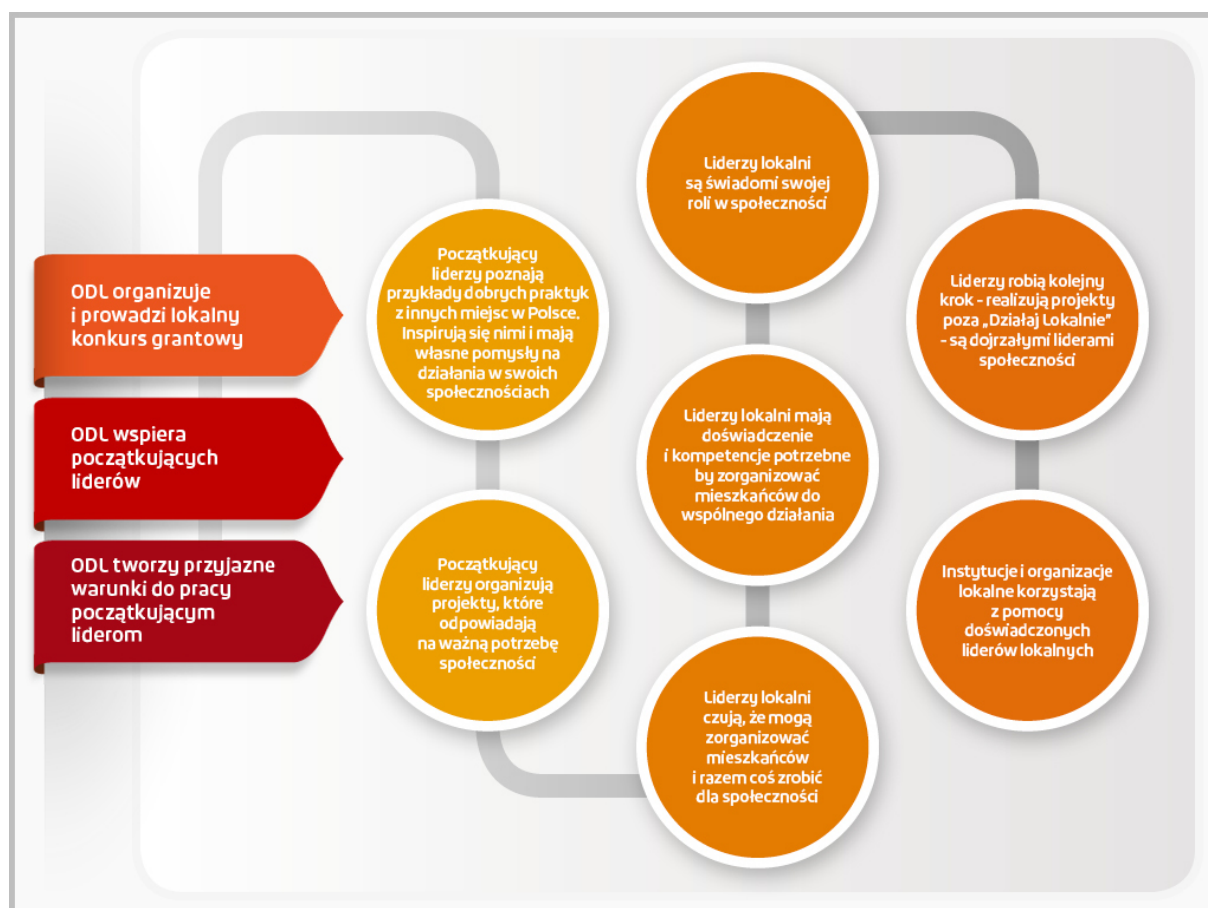 ODL organizuje
i prowadzi lokalny
konkurs grantowy
ODL wspiera
początkujących
liderów
ODL tworzy przyjazne
warunki do pracy
początkującym
liderom
Początkujący
liderzy poznają
przykłady dobrych praktyk
z innych miejsc w Polsce.
Inspirują się nimi i mają
własne pomysły na
działania w swoich
społecznościach
Początkujący
liderzy organizują
projekty, które
odpowiadają
na ważną potrzebę
społeczności
Liderzy lokalni
czują, że mogą
zorganizować
mieszkańców
i razem coś zrobić
dla społeczności
Liderzy lokalni mają
doświadczenie
i kompetencje potrzebne
by zorganizować
mieszkańców do
wspólnego działania
Liderzy lokalni
są świadomi swojej
roli w społeczności
Liderzy robią kolejny
krok - realizują projekty
poza „Działaj Lokalnie”
- są dojrzałymi liderami
społeczności
Instytucje i organizacje
lokalne korzystają
z pomocy
doświadczonych
liderów lokalnych